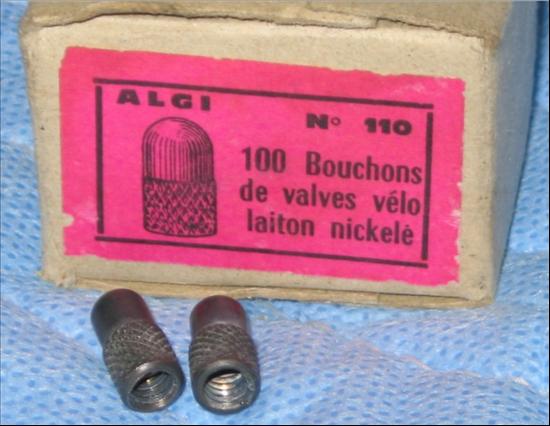 ALGI
N° 110
100 Bouchons
de valves vélo
laiton nickelé